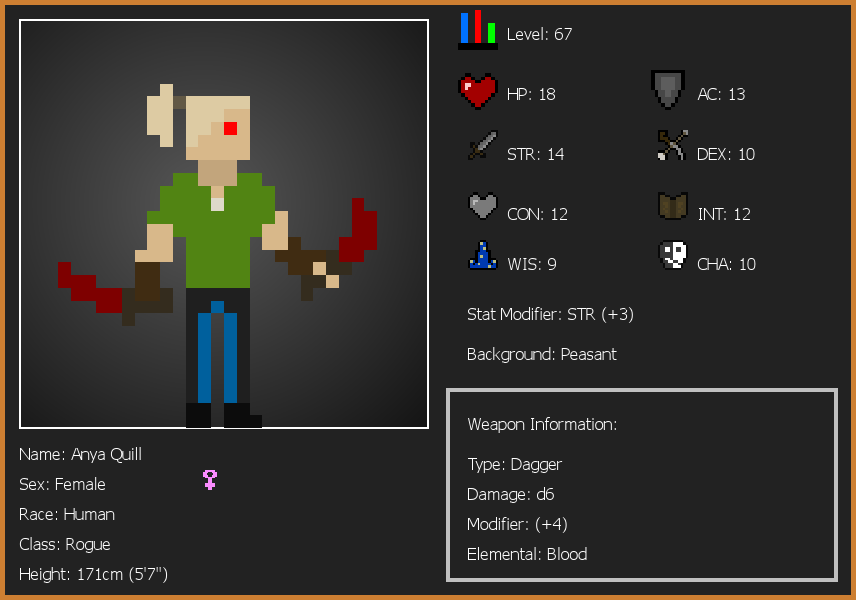 Level: 67
HP: 18
AC: 13
STR: 14
DEX: 10
CON: 12
INT: 12
WIS: 9
CHA: 10
Stat Modifier: STR (+3)
Background: Peasant
Weapon Information:
Type: Dagger
Damage: d6
Modifier: (+4)
Elemental: Blood
Name: Anya Quill
Sex: Female
Race: Human
Class: Rogue
Height: 171cm (5'7")